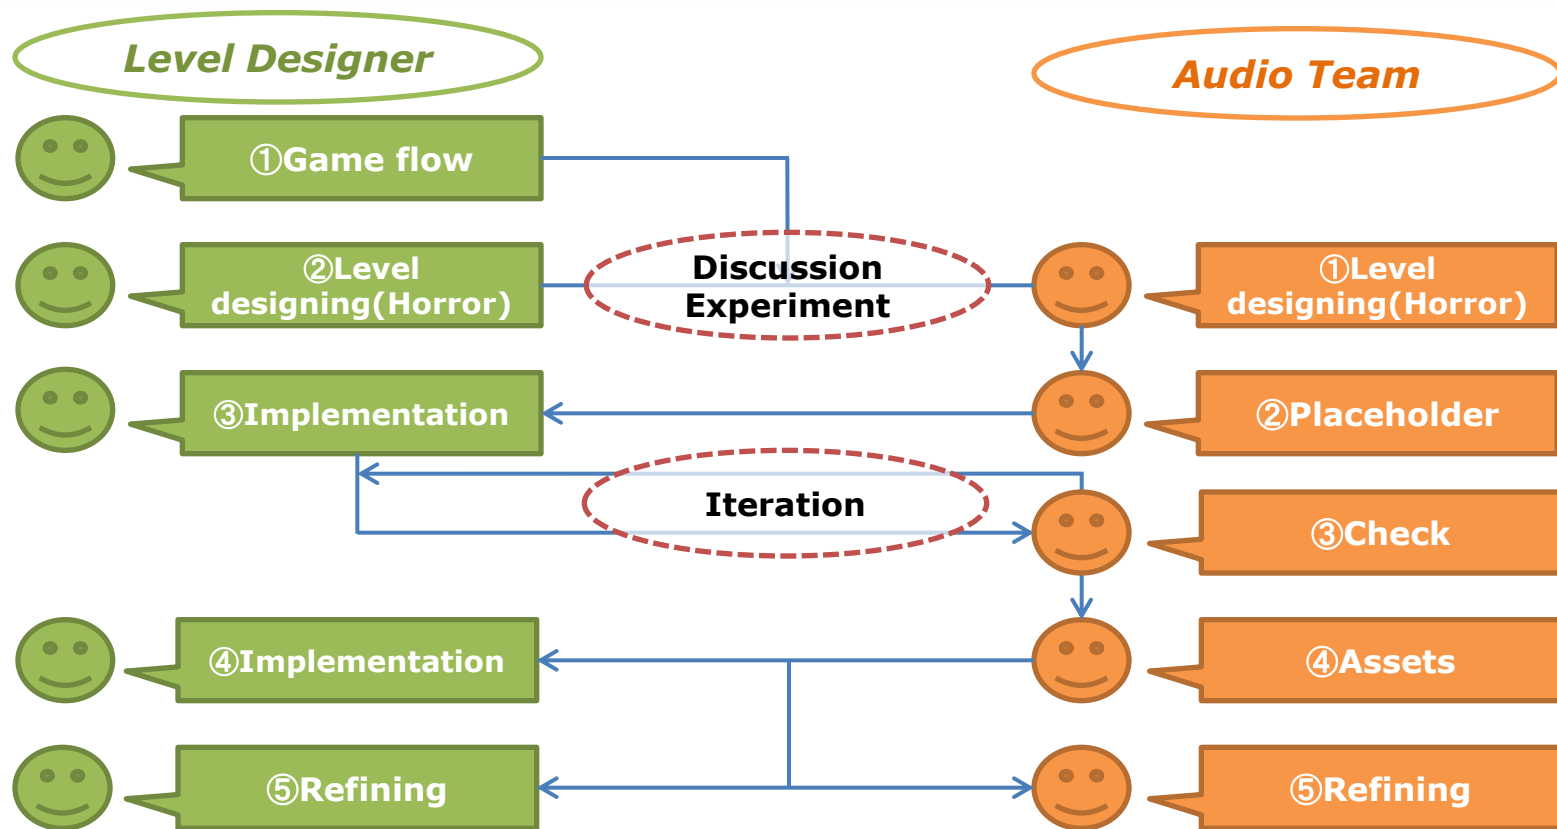 Level Designer
Audio Team
①Game flow
②Level
designing(Horror)
Discussion
Experiment
①Level
designing(Horror)
③Implementation
②Placeholder
Iteration
③Check
④Implementation
④Assets
⑤Refining
⑤Refining